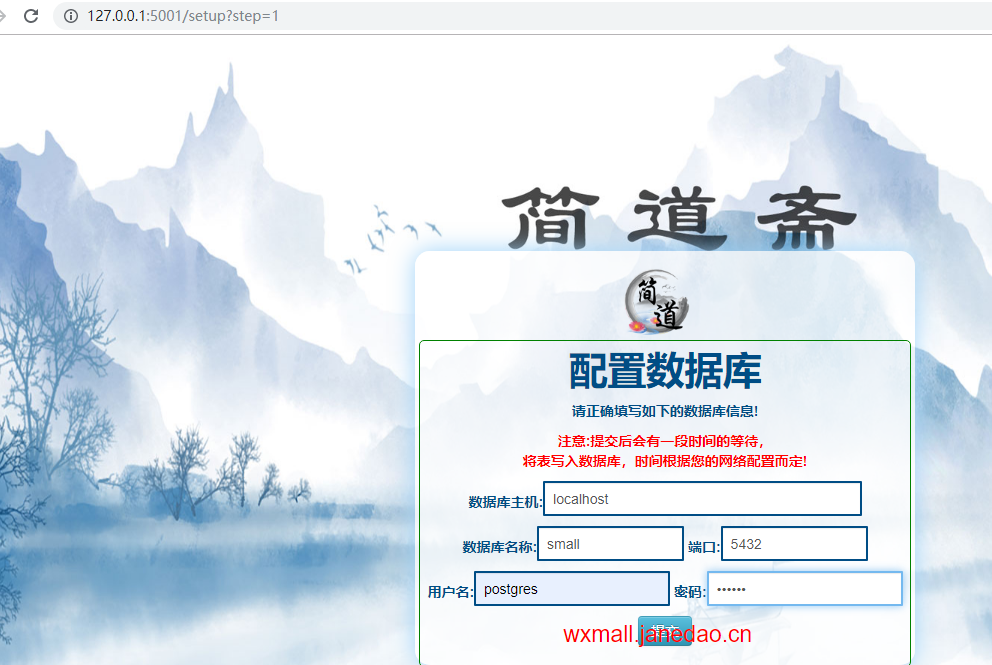 127.0.0.1:5001/setup?step=1
简道斋
简道
配置数据库
请正确填写如下的数据库信息!
注意:提交后会有一段时间的等待，
将表写入数据库，时间根据您的网络配置而定!
数据库主机: localhost
数据库名称: small 端口: 5432
用户名: postgres 密码: ••••••
提交
wxmall.janedao.cn